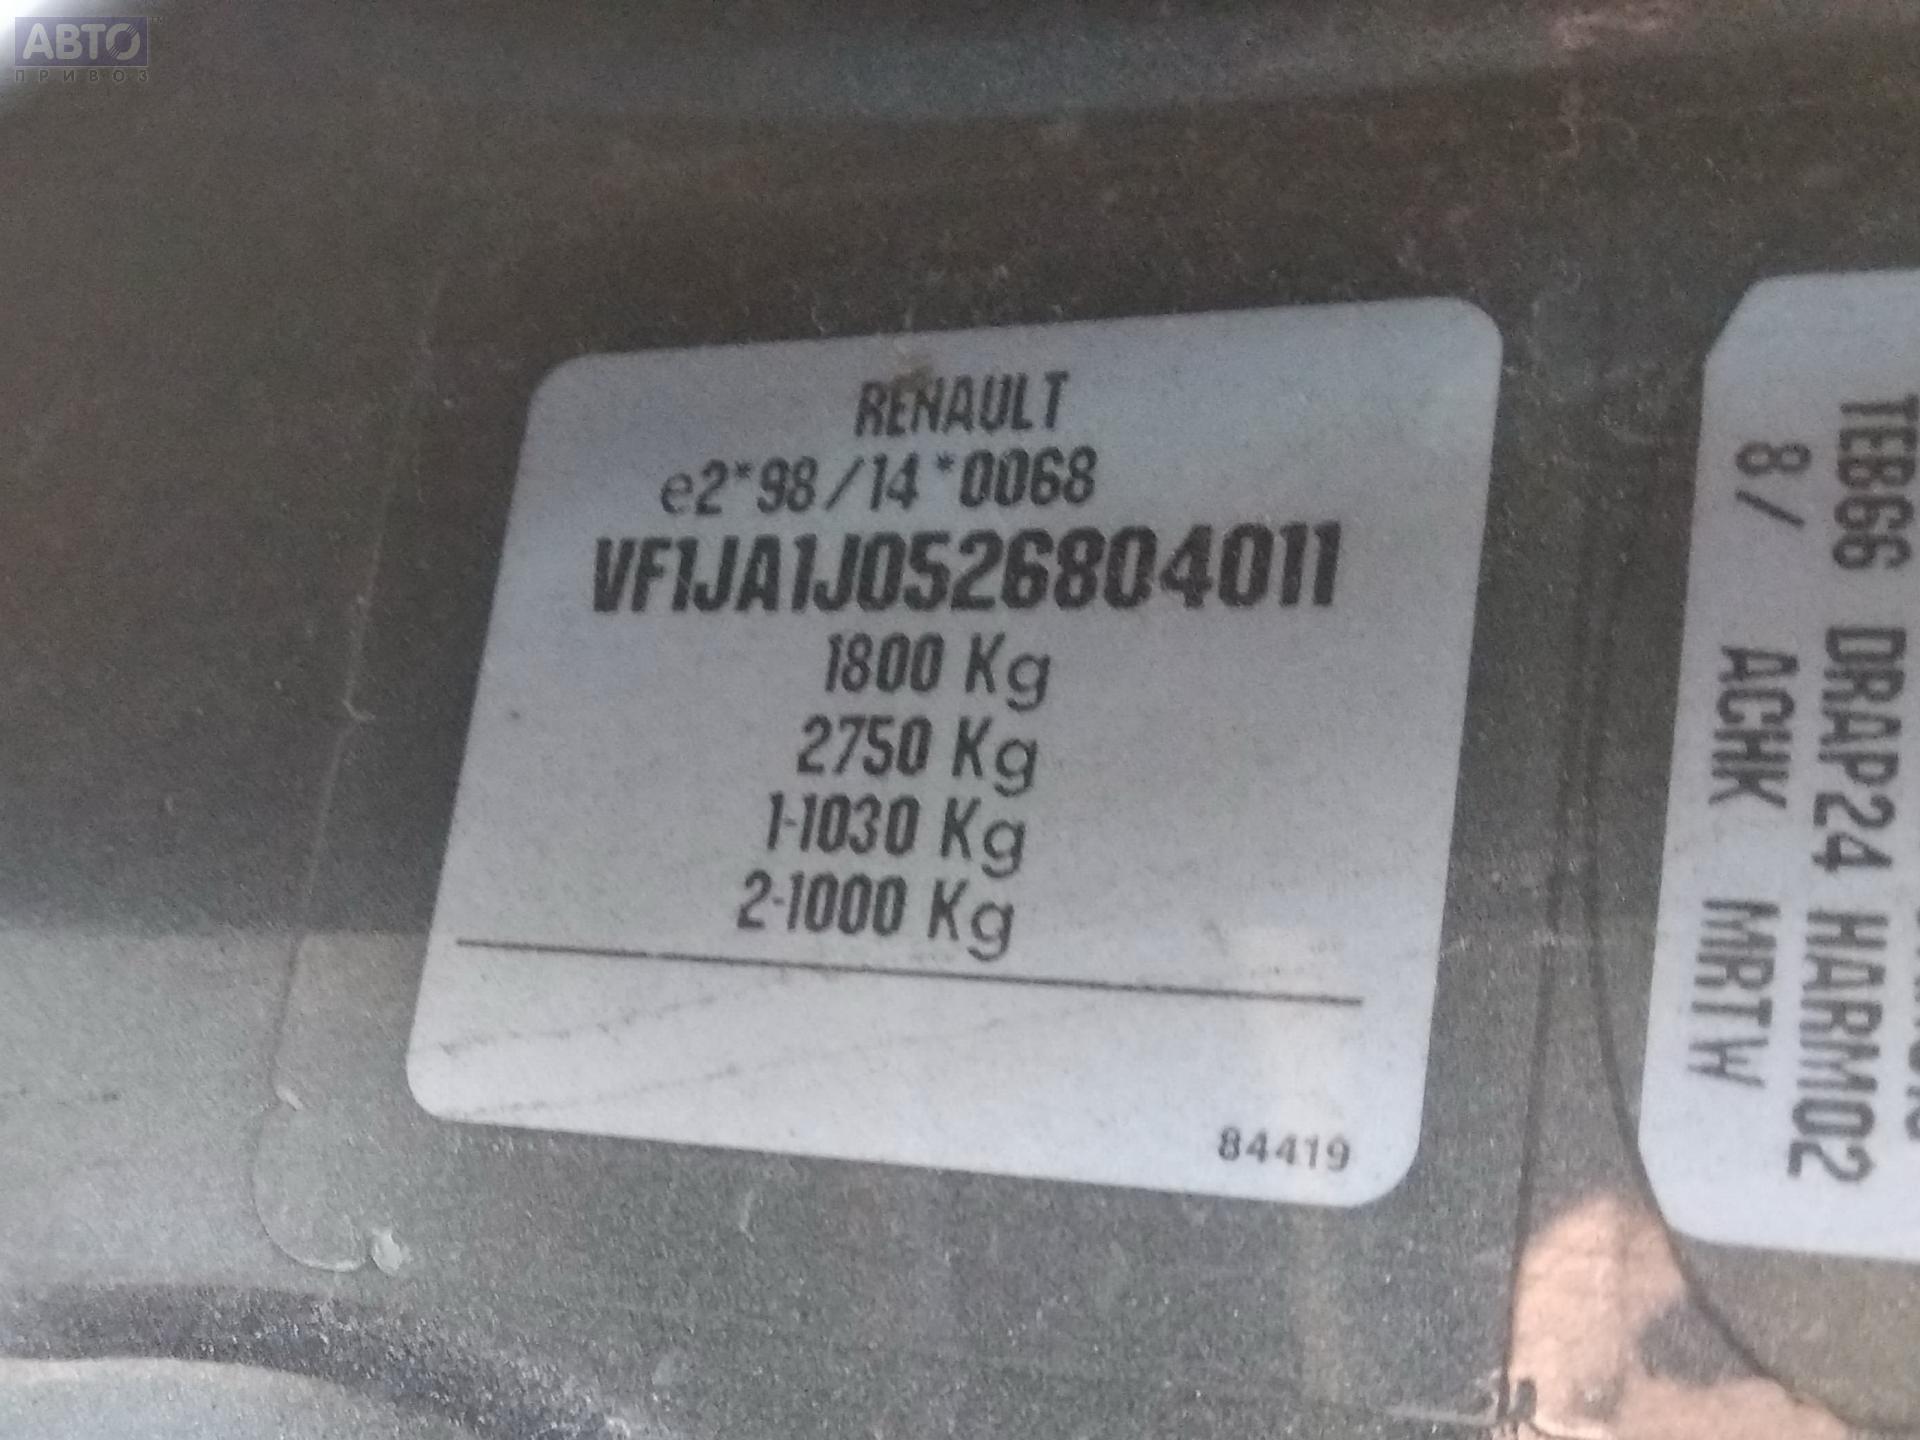 АВТО
ПРИВОЗ
RENAULT
e2*98/14*0068
VF1JA1J0526804011
1800 Kg
2750 Kg
1-1030 Kg
2-1000 Kg
84419
TEB66 DRAP24 HARM02
8/ ACHK MRTW